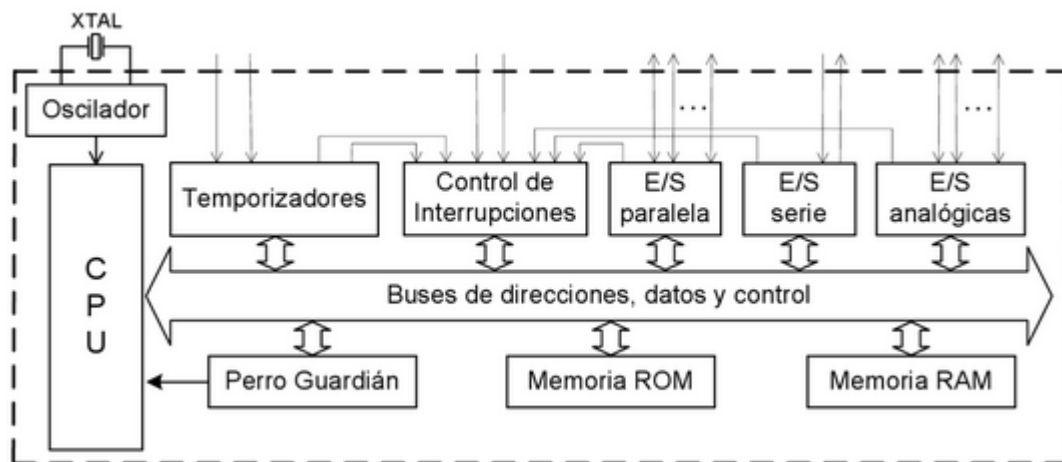 XTAL
Oscilador
Temporizadores
Control de
Interrupciones
E/S
paralela
E/S
serie
E/S
analógicas
...
...
C
P
U
Buses de direcciones, datos y control
Perro Guardián
Memoria ROM
Memoria RAM